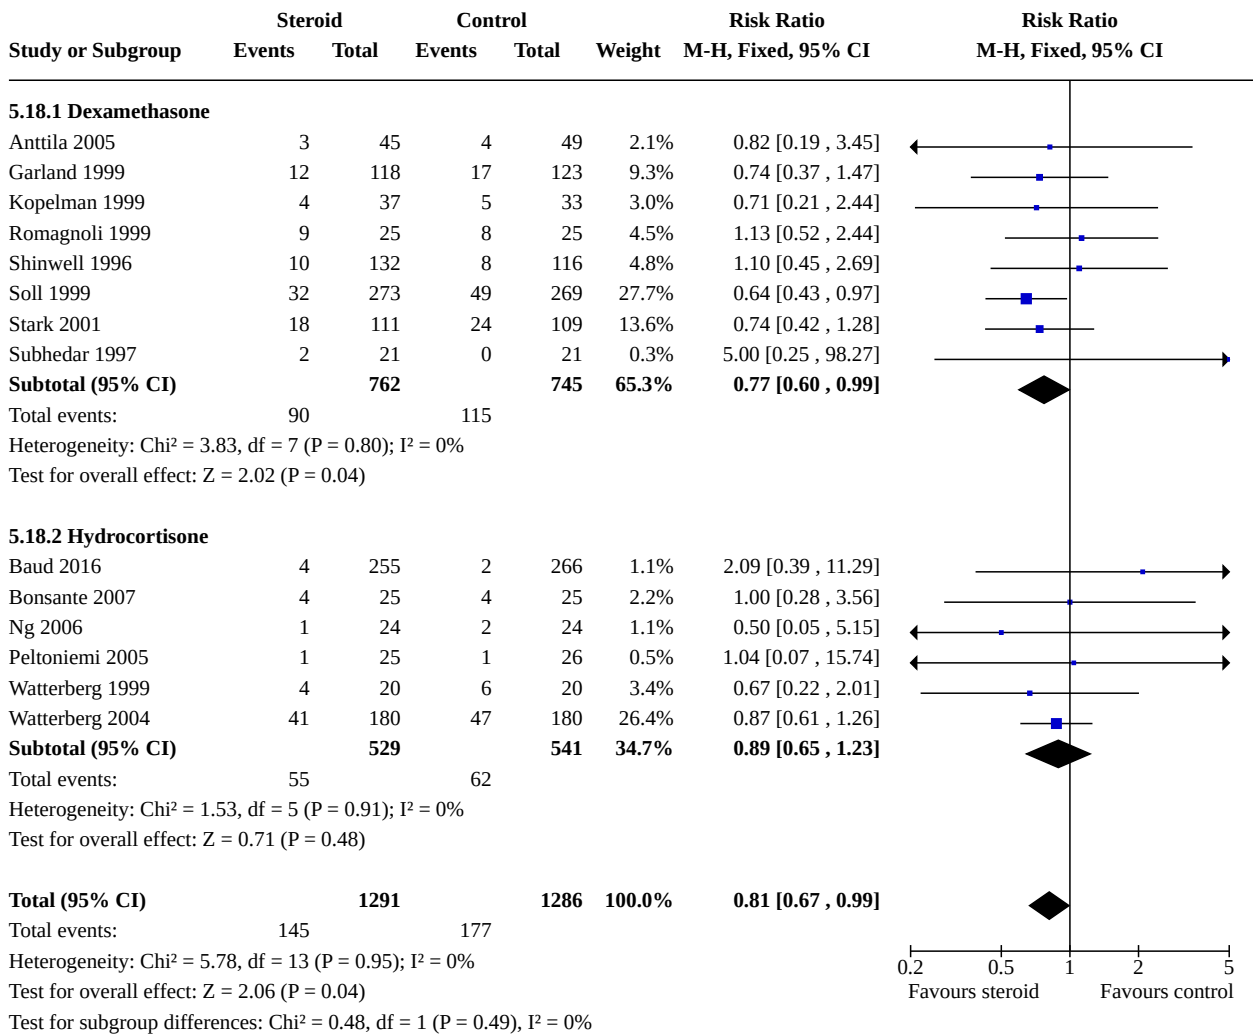 Steroid Control Risk Ratio Risk Ratio
Study or Subgroup Events Total Events Total Weight M-H, Fixed, 95% CI M-H, Fixed, 95% CI
5.18.1 Dexamethasone
Anttila 2005 3 45 4 49 2.1% 0.82 [0.19 , 3.45]
Garland 1999 12 118 17 123 9.3% 0.74 [0.37 , 1.47]
Kopelman 1999 4 37 5 33 3.0% 0.71 [0.21 , 2.44]
Romagnoli 1999 9 25 8 25 4.5% 1.13 [0.52 , 2.44]
Shinwell 1996 10 132 8 116 4.8% 1.10 [0.45 , 2.69]
Soll 1999 32 273 49 269 27.7% 0.64 [0.43 , 0.97]
Stark 2001 18 111 24 109 13.6% 0.74 [0.42 , 1.28]
Subhedar 1997 2 21 0 21 0.3% 5.00 [0.25 , 98.27]
Subtotal (95% CI) 762 745 65.3% 0.77 [0.60 , 0.99]
Total events: 90 115
Heterogeneity: Chi² = 3.83, df = 7 (P = 0.80); I² = 0%
Test for overall effect: Z = 2.02 (P = 0.04)
5.18.2 Hydrocortisone
Baud 2016 4 255 2 266 1.1% 2.09 [0.39 , 11.29]
Bonsante 2007 4 25 4 25 2.2% 1.00 [0.28 , 3.56]
Ng 2006 1 24 2 24 1.1% 0.50 [0.05 , 5.15]
Peltoniemi 2005 1 25 1 26 0.5% 1.04 [0.07 , 15.74]
Watterberg 1999 4 20 6 20 3.4% 0.67 [0.22 , 2.01]
Watterberg 2004 41 180 47 180 26.4% 0.87 [0.61 , 1.26]
Subtotal (95% CI) 529 541 34.7% 0.89 [0.65 , 1.23]
Total events: 55 62
Heterogeneity: Chi² = 1.53, df = 5 (P = 0.91); I² = 0%
Test for overall effect: Z = 0.71 (P = 0.48)
Total (95% CI) 1291 1286 100.0% 0.81 [0.67 , 0.99]
Total events: 145 177
Heterogeneity: Chi² = 5.78, df = 13 (P = 0.95); I² = 0% 0.2 0.5 1 2 5
Test for overall effect: Z = 2.06 (P = 0.04) Favours steroid Favours control
Test for subgroup differences: Chi² = 0.48, df = 1 (P = 0.49), I² = 0%